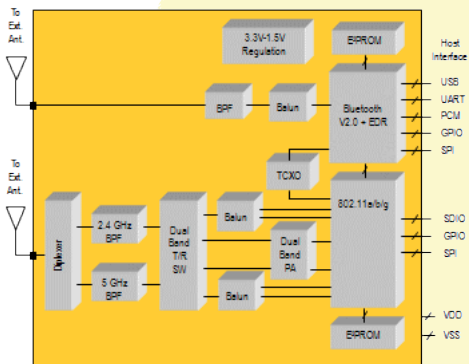 To
Ext.
Ant.
3.3V-1.5V
Regulation
E²PROM
Host
Interface
BPF
Balun
Bluetooth
V2.0 + EDR
USB
UART
PCM
GPIO
SPI
To
Ext.
Ant.
TCXO
802.11a/b/g
Diplexer
2.4 GHz
BPF
5 GHz
BPF
Dual
Band
T/R
SW
Balun
Dual
Band
PA
Balun
SDIO
GPIO
SPI
E²PROM
VDD
VSS